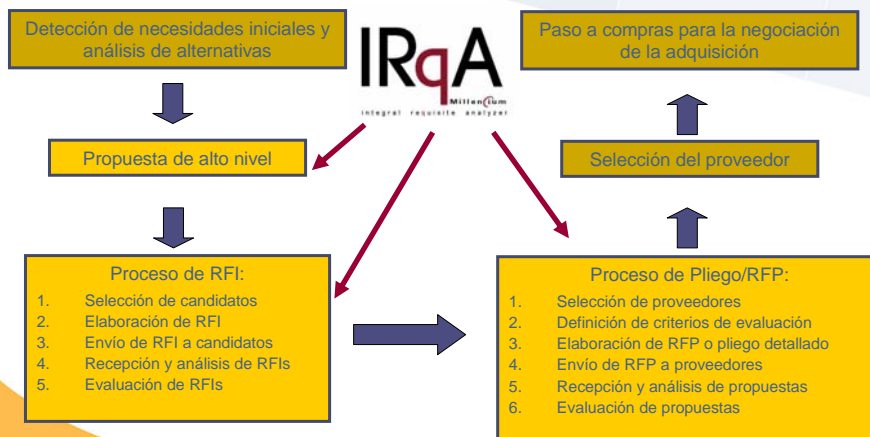 Detección de necesidades iniciales y
análisis de alternativas
IRqA
Millennium
integral requisite analyzer
Paso a compras para la negociación
de la adquisición
Propuesta de alto nivel
Selección del proveedor
Proceso de RFI:
1. Selección de candidatos
2. Elaboración de RFI
3. Envío de RFI a candidatos
4. Recepción y análisis de RFIs
5. Evaluación de RFIs
Proceso de Pliego/RFP:
1. Selección de proveedores
2. Definición de criterios de evaluación
3. Elaboración de RFP o pliego detallado
4. Envío de RFP a proveedores
5. Recepción y análisis de propuestas
6. Evaluación de propuestas